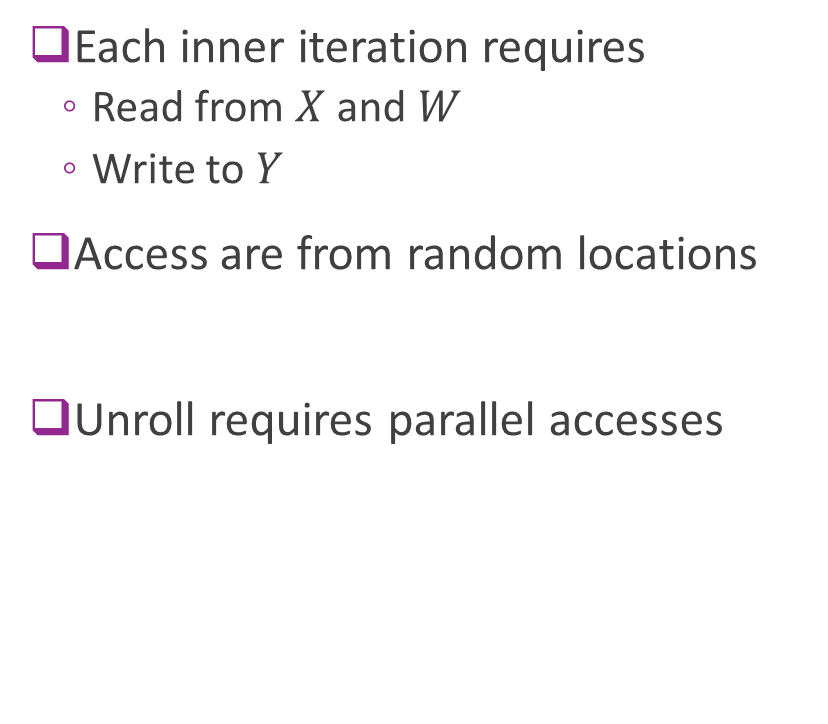 Each inner iteration requires
Read from X and W
Write to Y
Access are from random locations
Unroll requires parallel accesses